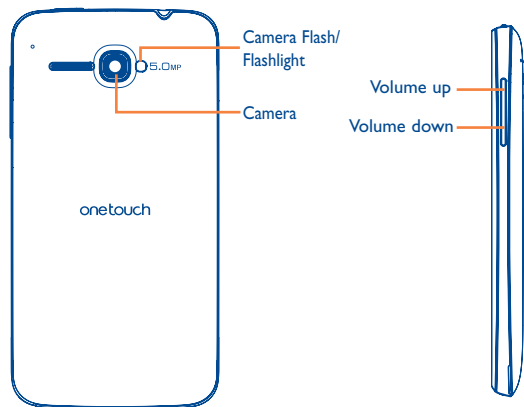 Camera Flash/
Flashlight
5.0MP
Camera
onetouch
Volume up
Volume down